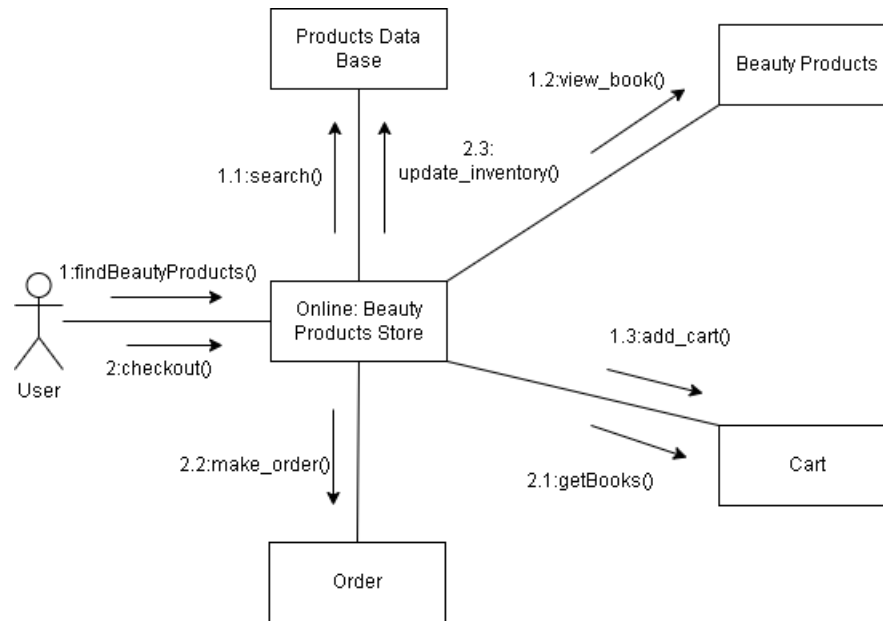 Products Data
Base
Beauty Products
1.2:view_book()
2.3:
update_inventory()
1.1:search()
1:findBeautyProducts()
Online: Beauty
Products Store
2:checkout()
User
1.3:add_cart()
2.2:make_order()
2.1:getBooks()
Cart
Order